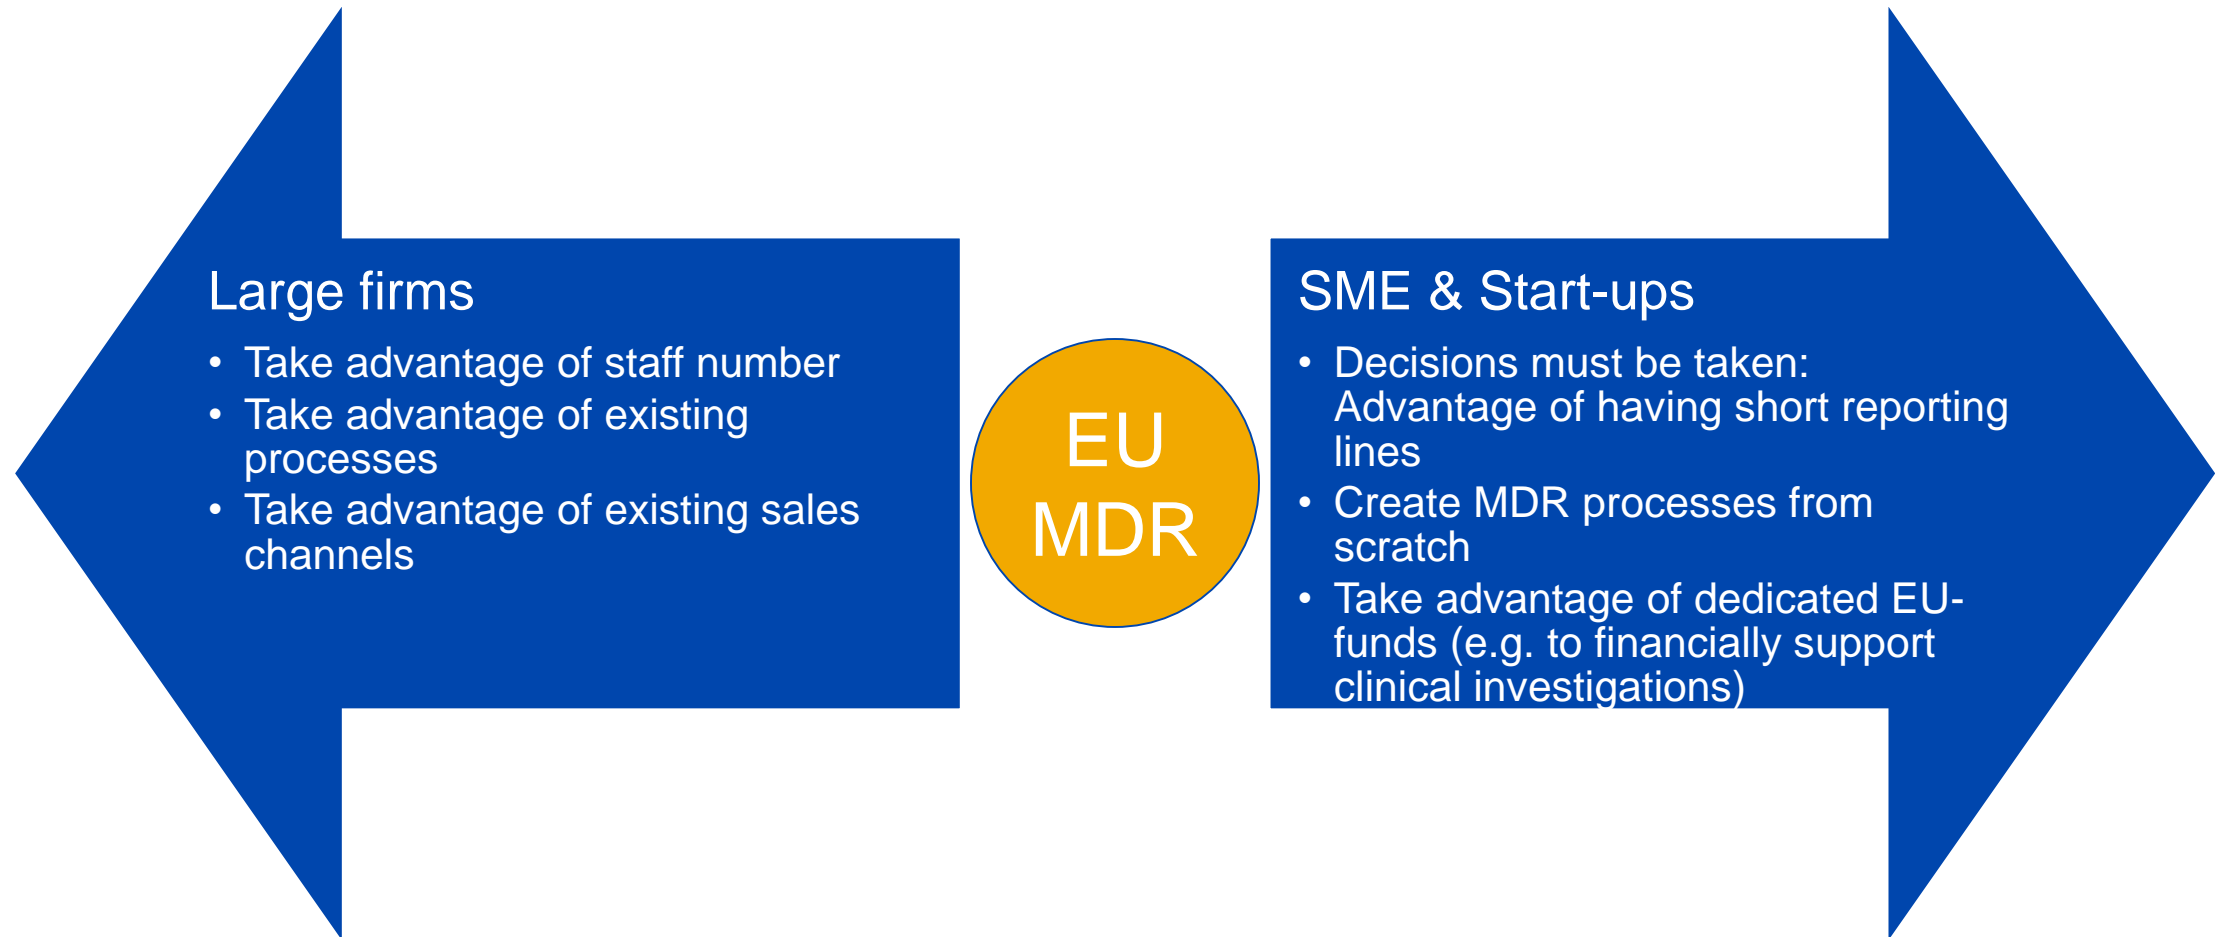 Large firms
• Take advantage of staff number
• Take advantage of existing
processes
• Take advantage of existing sales
channels
EU
MDR
SME & Start-ups
• Decisions must be taken:
Advantage of having short reporting
lines
• Create MDR processes from
scratch
• Take advantage of dedicated EU-
funds (e.g. to financially support
clinical investigations)